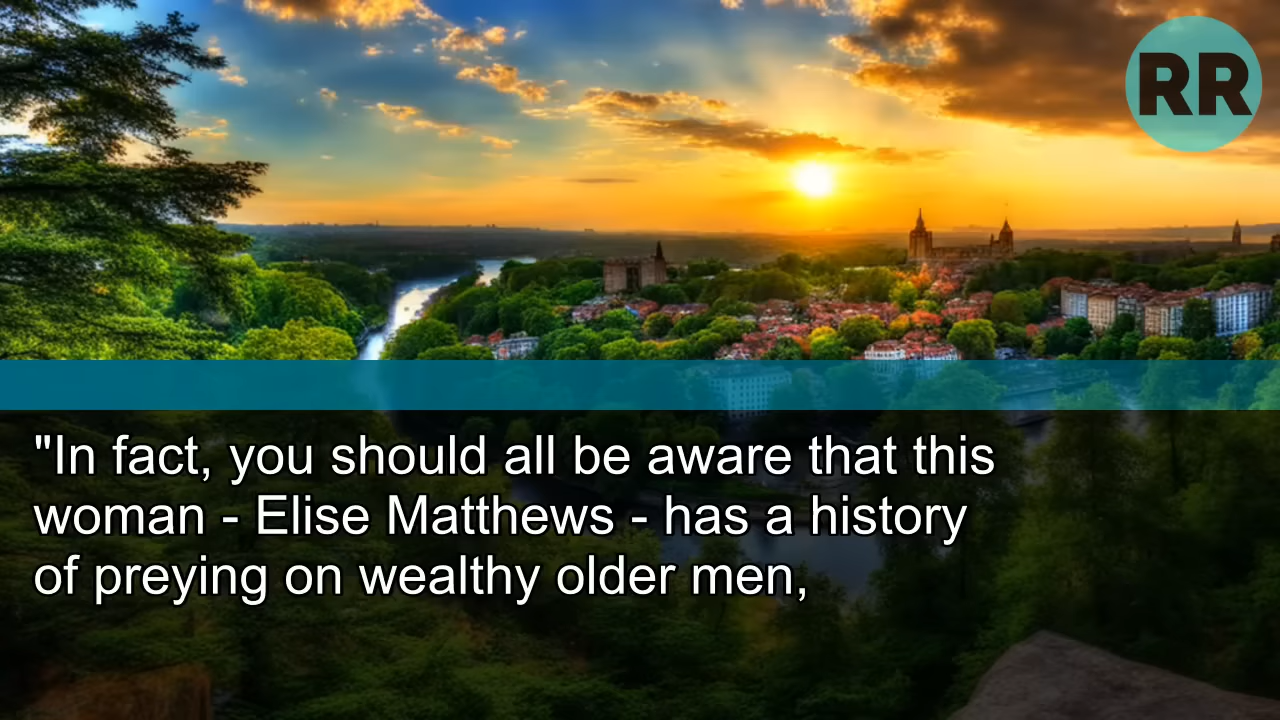 RR
"In fact, you should all be aware that this
woman - Elise Matthews - has a history
of preying on wealthy older men,